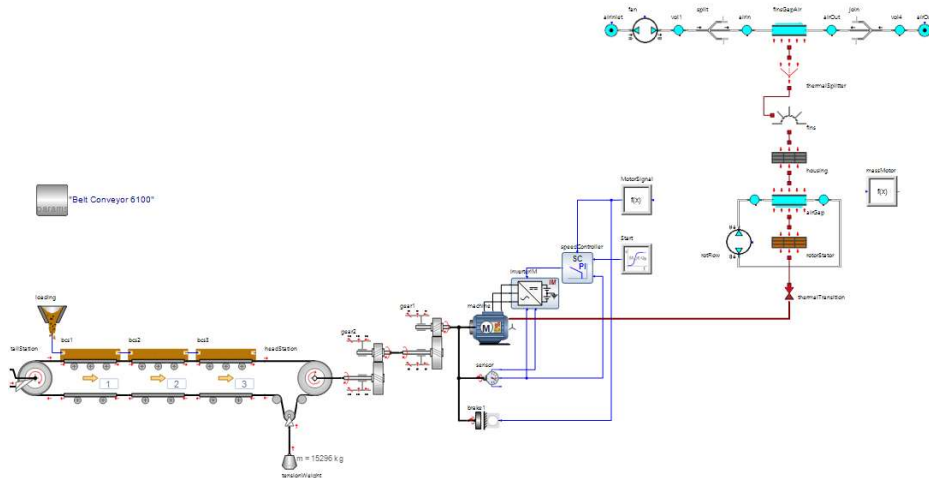 airInlet
fan
vol1
split
airIn
finsGapAir
airOut
join
vol4
airOu
thermalSplitter
fins
housing
MotorSignal
f(x)
massMotor
f(x)
"Belt Conveyor 6100"
airGap
Start
speedController
SC
PI
rotFlow
rotorStator
inverterIM
IM
loading
thermalTransition
machine
M
gear1
gear2
tailStation
bcs1
bcs2
bcs3
headStation
sensor
1
2
3
brake1
m = 15296 kg
tensionWeight